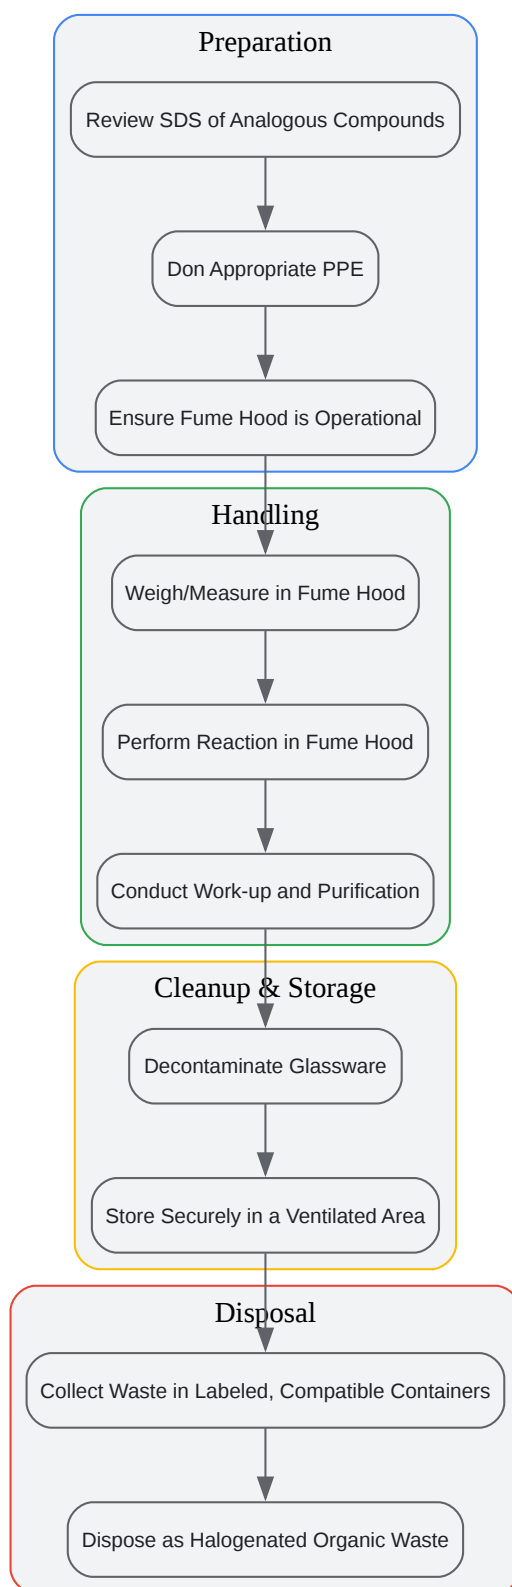 Preparation
Review SDS of Analogous Compounds
Don Appropriate PPE
Ensure Fume Hood is Operational
Handling
Weigh/Measure in Fume Hood
Perform Reaction in Fume Hood
Conduct Work-up and Purification
Cleanup & Storage
Decontaminate Glassware
Store Securely in a Ventilated Area
Disposal
Collect Waste in Labeled, Compatible Containers
Dispose as Halogenated Organic Waste